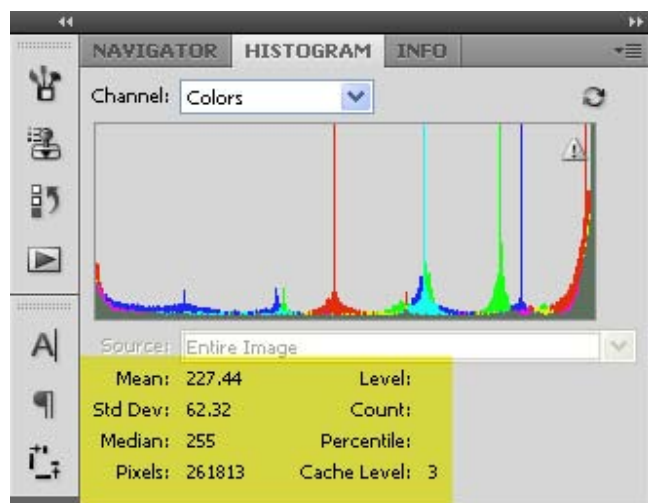 NAVIGATOR HISTOGRAM INFO
Channel: Colors
Source: Entire Image
Mean: 227.44 Level:
Std Dev: 62.32 Count:
Median: 255 Percentile:
Pixels: 261813 Cache Level: 3